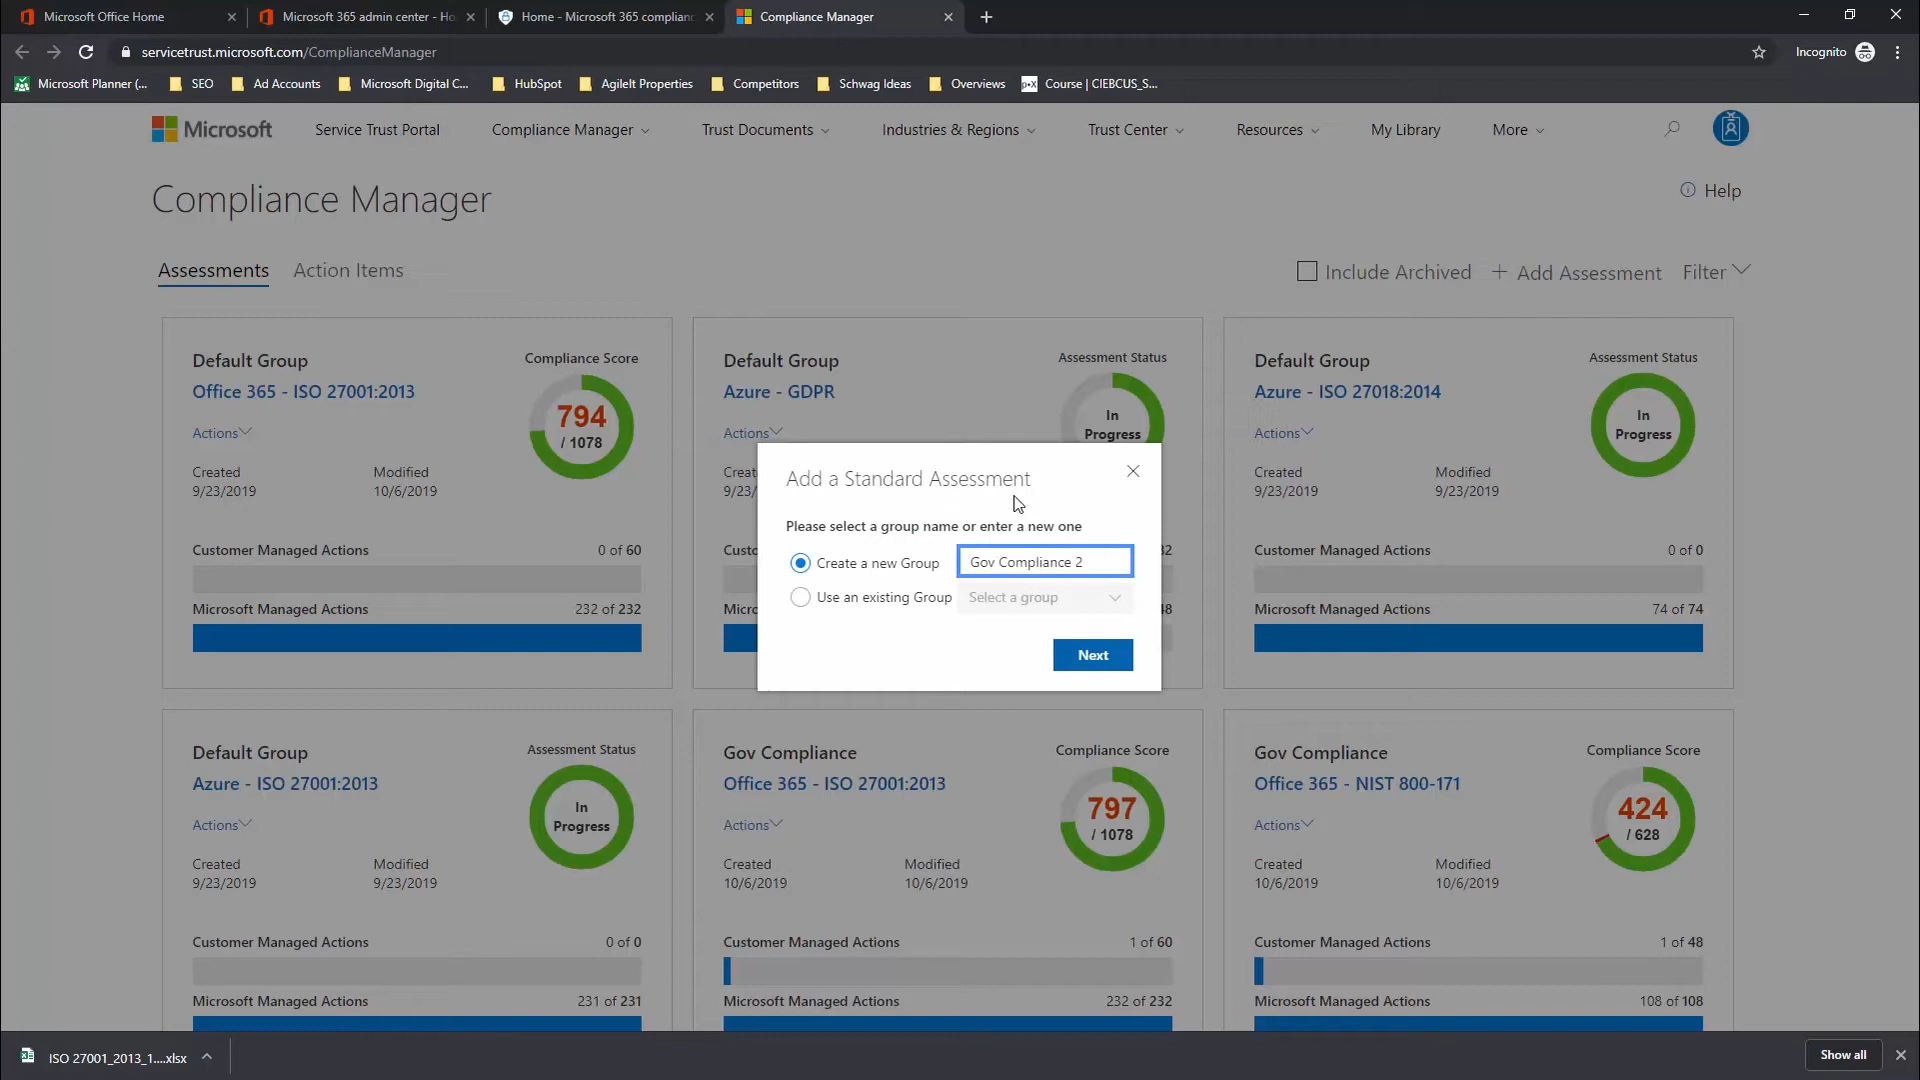 Microsoft Office Home
Microsoft 365 admin center - Ho
Home - Microsoft 365 complianc
Compliance Manager
servicetrust.microsoft.com/ComplianceManager
Incognito
Microsoft Planner (...
SEO
Ad Accounts
Microsoft Digital C...
HubSpot
AgileIt Properties
Competitors
Schwag Ideas
Overviews
Course | CIEBCUS_S...
Microsoft
Service Trust Portal
Compliance Manager
Trust Documents
Industries & Regions
Trust Center
Resources
My Library
More
Compliance Manager
Help
Assessments
Action Items
Include Archived
+ Add Assessment
Filter
Default Group
Office 365 - ISO 27001:2013
Compliance Score
794
/ 1078
Actions
Created
9/23/2019
Modified
10/6/2019
Customer Managed Actions
0 of 60
Microsoft Managed Actions
232 of 232
Default Group
Azure - GDPR
Assessment Status
In
Progress
Actions
Default Group
Azure - ISO 27018:2014
Assessment Status
In
Progress
Actions
Created
9/23/2019
Modified
9/23/2019
Customer Managed Actions
0 of 0
Microsoft Managed Actions
74 of 74
Add a Standard Assessment
Please select a group name or enter a new one
Create a new Group
Gov Compliance 2
Use an existing Group
Select a group
Next
Default Group
Azure - ISO 27001:2013
Assessment Status
In
Progress
Actions
Created
9/23/2019
Modified
9/23/2019
Customer Managed Actions
0 of 0
Microsoft Managed Actions
231 of 231
Gov Compliance
Office 365 - ISO 27001:2013
Compliance Score
797
/ 1078
Actions
Created
10/6/2019
Modified
10/6/2019
Customer Managed Actions
1 of 60
Microsoft Managed Actions
232 of 232
Gov Compliance
Office 365 - NIST 800-171
Compliance Score
424
/ 628
Actions
Created
10/6/2019
Modified
10/6/2019
Customer Managed Actions
1 of 48
Microsoft Managed Actions
108 of 108
ISO 27001_2013_1....xlsx
Show all